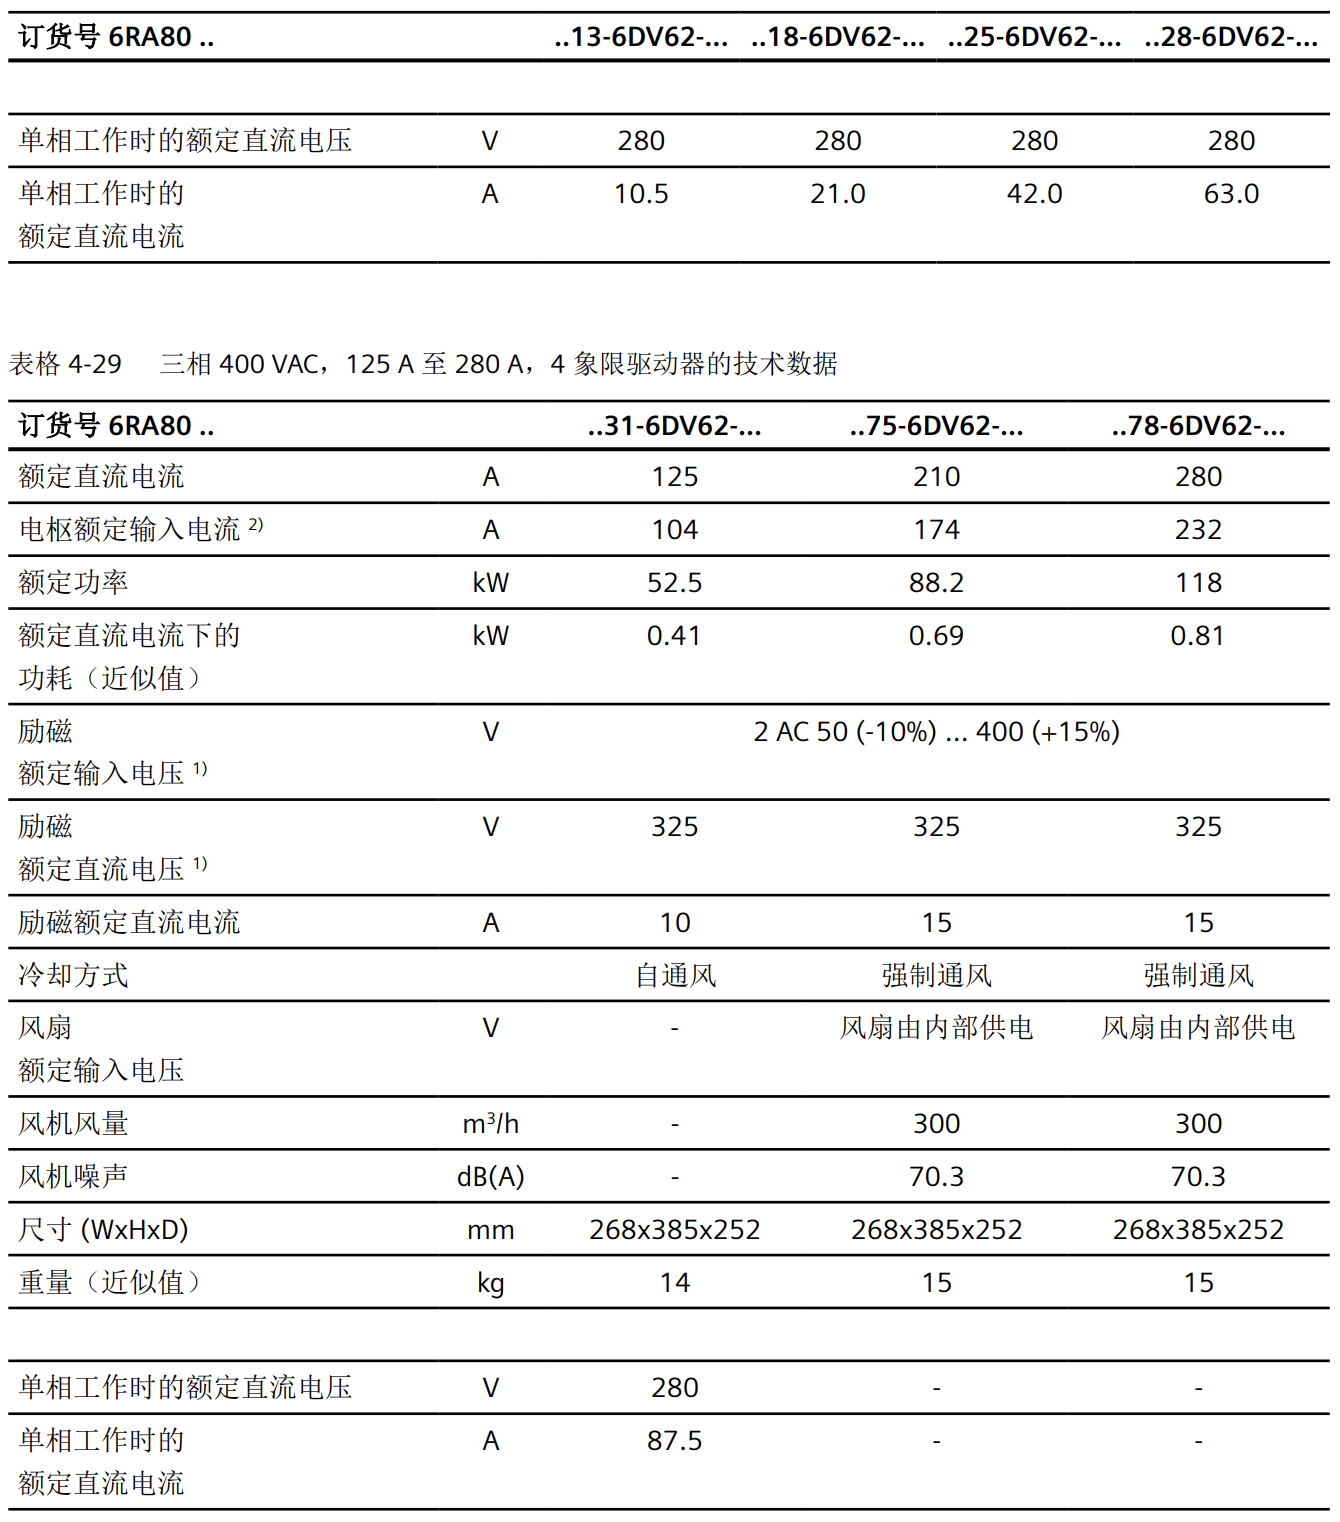 订货号 6RA80 .. ..13-6DV62-... ..18-6DV62-... ..25-6DV62-... ..28-6DV62-...
单相工作时的额定直流电压 V 280 280 280 280
单相工作时的 A 10.5 21.0 42.0 63.0
额定直流电流
表格 4-29 三相 400 VAC，125 A 至 280 A，4 象限驱动器的技术数据
订货号 6RA80 .. ..31-6DV62-... ..75-6DV62-... ..78-6DV62-...
额定直流电流 A 125 210 280
电枢额定输入电流 2) A 104 174 232
额定功率 kW 52.5 88.2 118
额定直流电流下的 kW 0.41 0.69 0.81
功耗（近似值）
励磁 V 2 AC 50 (-10%) ... 400 (+15%)
额定输入电压 1)
励磁 V 325 325 325
额定直流电压 1)
励磁额定直流电流 A 10 15 15
冷却方式 自通风 强制通风 强制通风
风扇 V - 风扇由内部供电 风扇由内部供电
额定输入电压
风机风量 m³/h - 300 300
风机噪声 dB(A) - 70.3 70.3
尺寸 (WxHxD) mm 268x385x252 268x385x252 268x385x252
重量（近似值） kg 14 15 15
单相工作时的额定直流电压 V 280 - -
单相工作时的 A 87.5 - -
额定直流电流